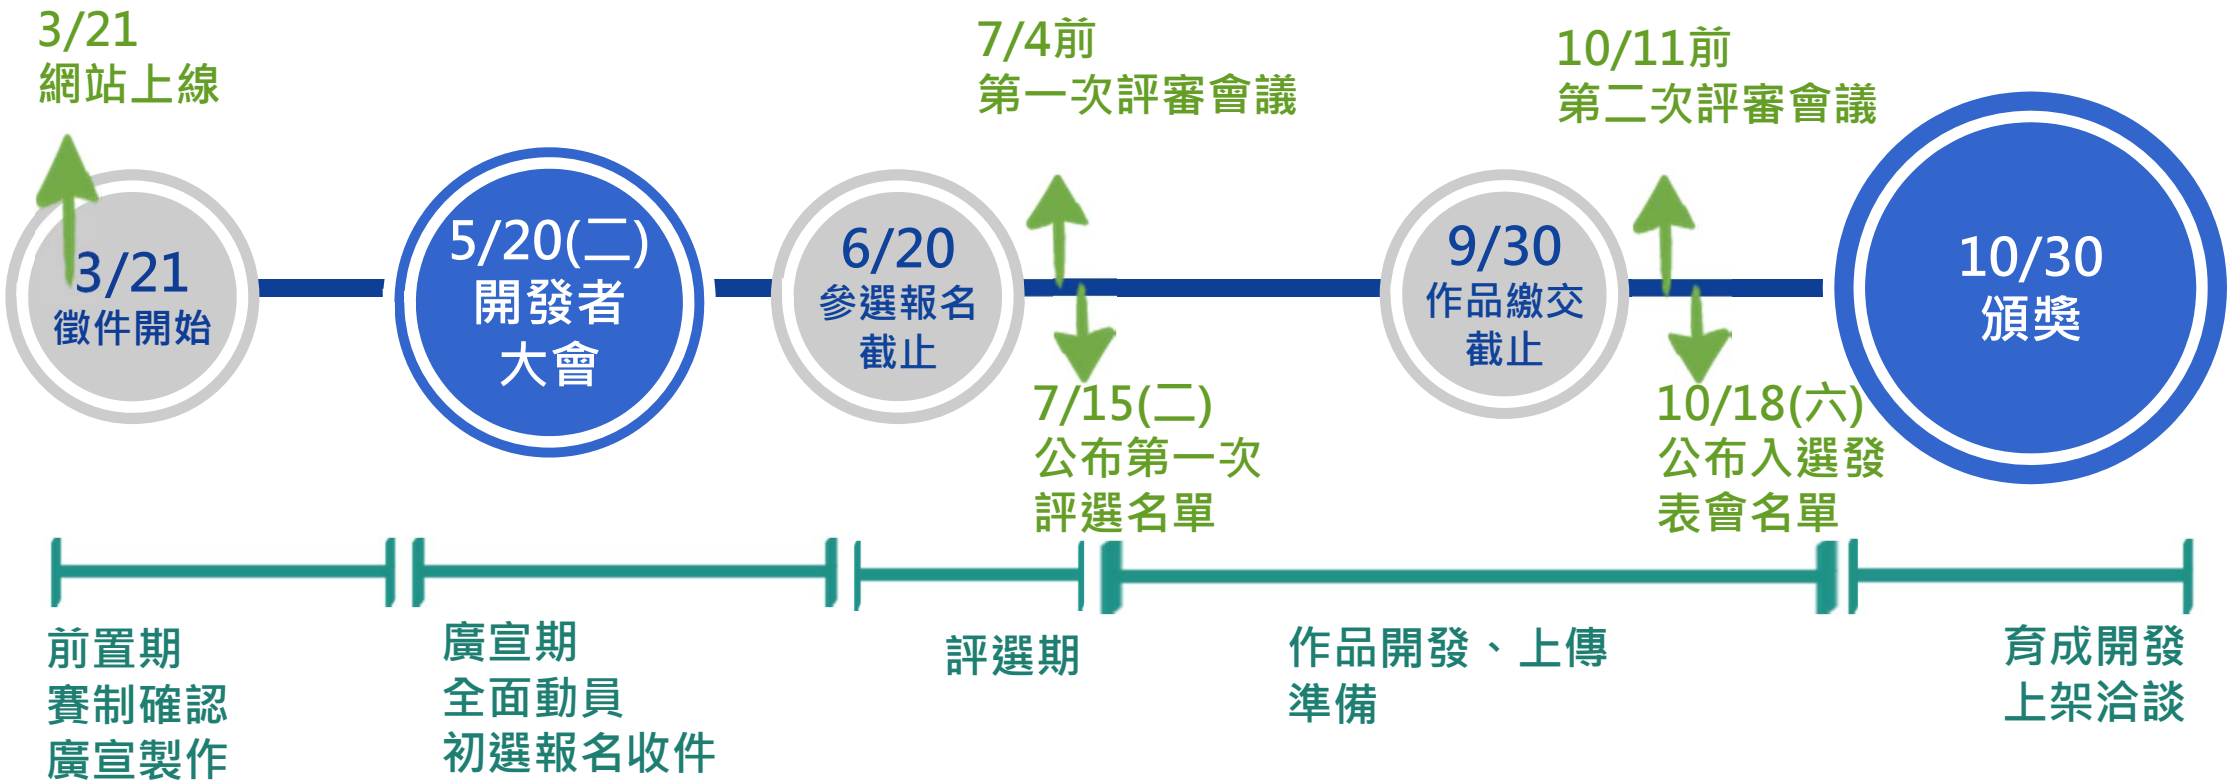 3/21
網站上線
7/4前
第一次評審會議
10/11前
第二次評審會議
3/21
徵件開始
5/20(二)
開發者
大會
6/20
參選報名
截止
9/30
作品繳交
截止
10/30
頒獎
7/15(二)
公布第一次
評選名單
10/18(六)
公布入選發
表會名單
前置期
賽制確認
廣宣製作
廣宣期
全面動員
初選報名收件
評選期
作品開發、上傳
準備
育成開發
上架洽談